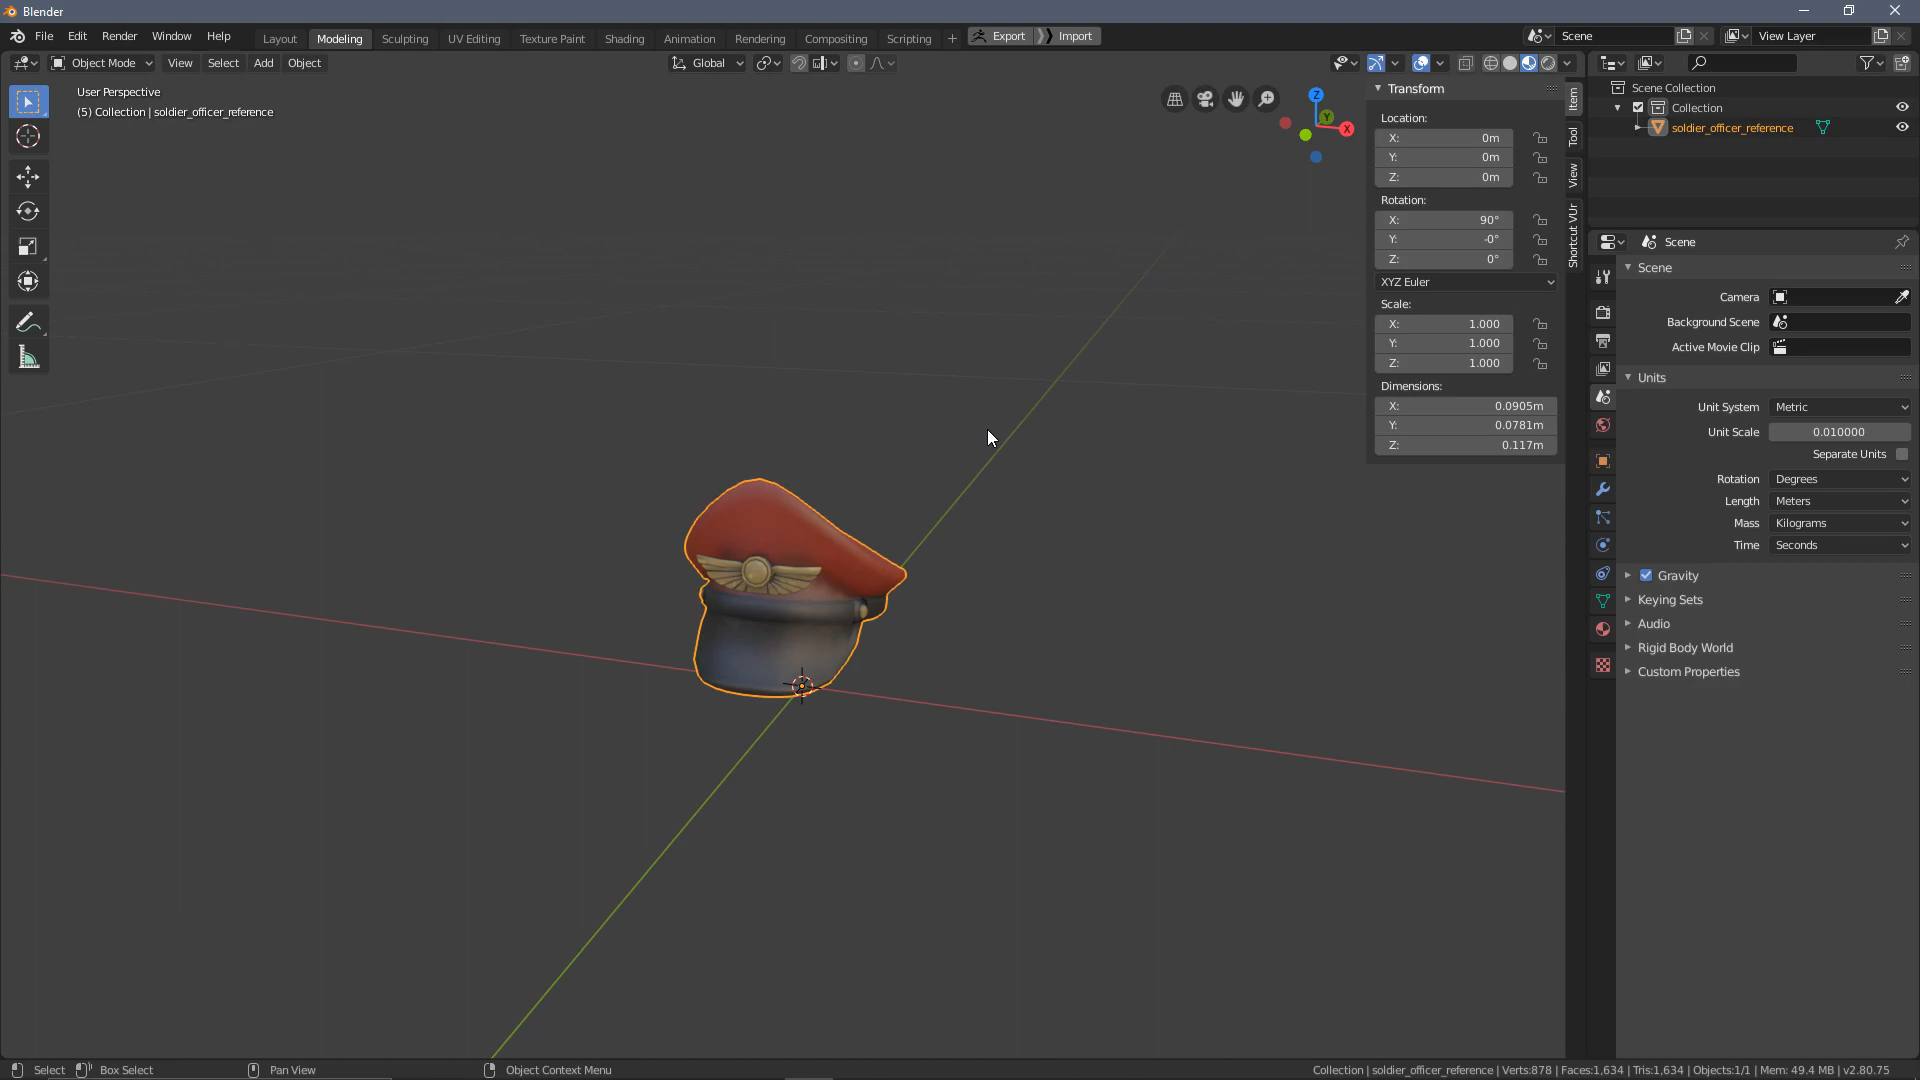 Blender
File Edit Render Window Help Layout Modeling Sculpting UV Editing Texture Paint Shading Animation Rendering Compositing Scripting Export Import Scene View Layer
Object Mode View Select Add Object Global
User Perspective
(5) Collection | soldier_officer_reference
Z
Y
X
Transform
Location:
X: 0m
Y: 0m
Z: 0m
Rotation:
X: 90°
Y: -0°
Z: 0°
XYZ Euler
Scale:
X: 1.000
Y: 1.000
Z: 1.000
Dimensions:
X: 0.0905m
Y: 0.0781m
Z: 0.117m
Item
Tool
View
Shortcut VUr
Scene Collection
Collection
soldier_officer_reference
Scene
Scene
Camera
Background Scene
Active Movie Clip
Units
Unit System Metric
Unit Scale 0.010000
Separate Units
Rotation Degrees
Length Meters
Mass Kilograms
Time Seconds
Gravity
Keying Sets
Audio
Rigid Body World
Custom Properties
Select Box Select Pan View Object Context Menu Collection | soldier_officer_reference | Verts:878 | Faces:1,634 | Tris:1,634 | Objects:1/1 | Mem: 49.4 MB | v2.80.75